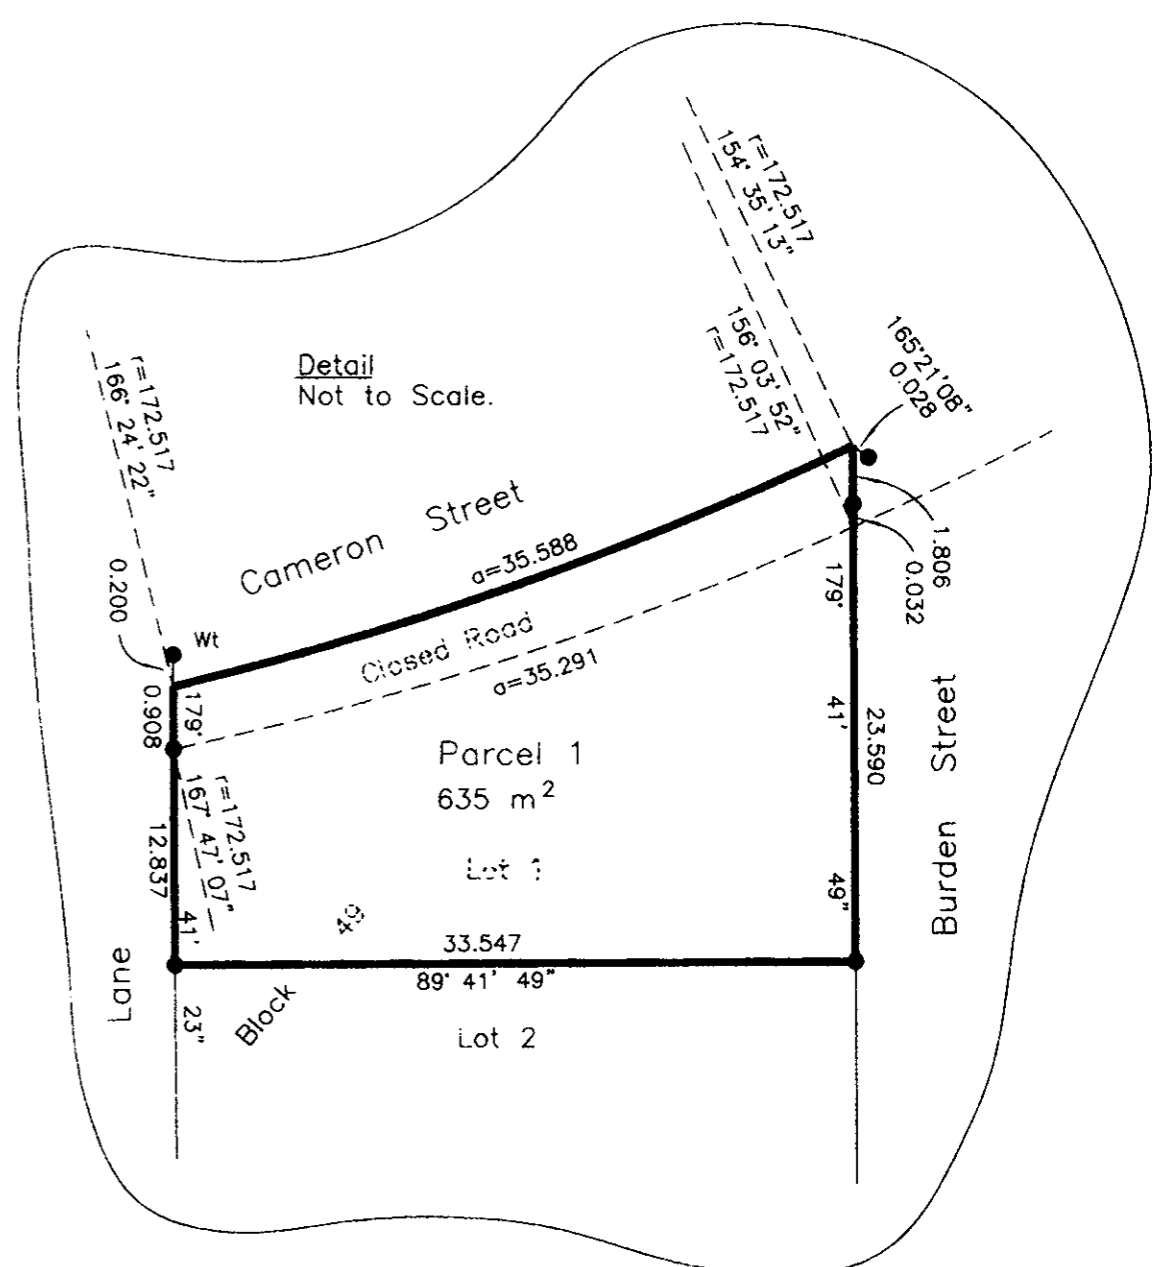 r=172.517
154° 35' 13"
156° 03' 52"
r=172.517
165°21'08"
0.028
r=172.517
166° 24' 22"
Detail
Not to Scale.
Cameron Street
a=35.588
1.806
0.032
0.200
Wt
Closed Road
a=35.291
179°
41'
49"
23.590
Burden Street
0.908
179°
41'
23"
r=172.517
167° 47' 07"
12.837
Parcel 1
635 m²
Lot 1
49
33.547
89° 41' 49"
Lane
Block
Lot 2